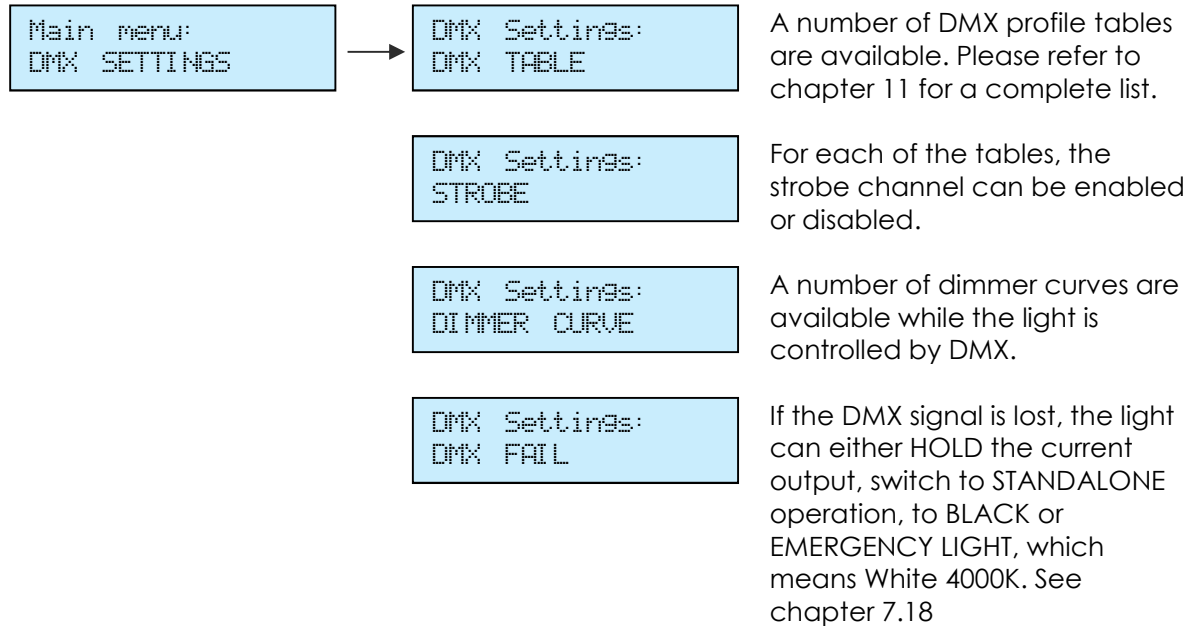 Main menu:
DMX SETTINGS
DMX Settings:
DMX TABLE
A number of DMX profile tables
are available. Please refer to
chapter 11 for a complete list.
DMX Settings:
STROBE
For each of the tables, the
strobe channel can be enabled
or disabled.
DMX Settings:
DIMMER CURVE
A number of dimmer curves are
available while the light is
controlled by DMX.
DMX Settings:
DMX FAIL
If the DMX signal is lost, the light
can either HOLD the current
output, switch to STANDALONE
operation, to BLACK or
EMERGENCY LIGHT, which
means White 4000K. See
chapter 7.18